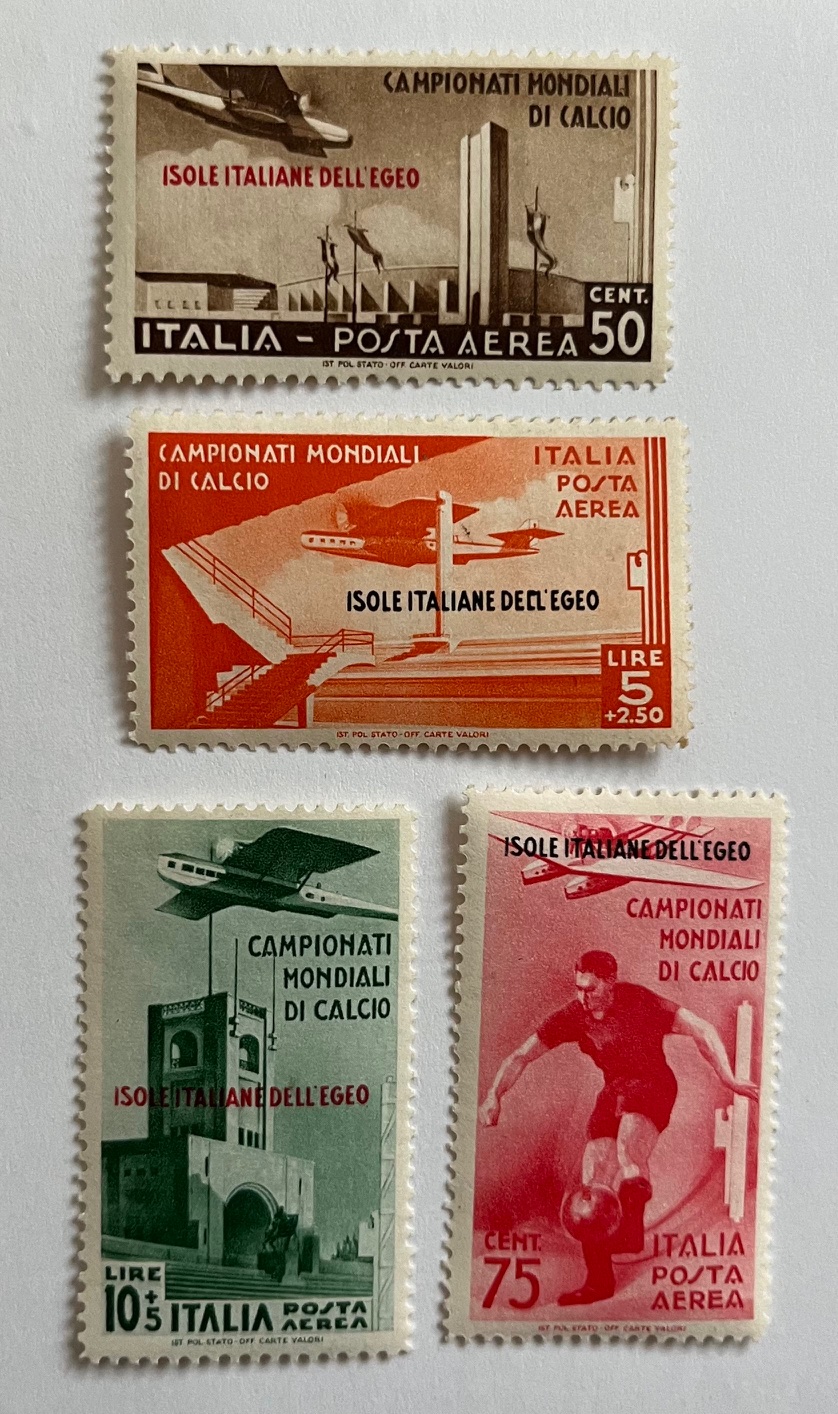 CAMPIONATI MONDIALI
DI CALCIO
ISOLE ITALIANE DELL'EGEO
CENT.
ITALIA - POSTA AEREA 50
IST. POL. STATO - OFF. CARTE VALORI
CAMPIONATI MONDIALI
DI CALCIO
ITALIA
POSTA
AEREA
ISOLE ITALIANE DELL'EGEO
LIRE
5
+2.50
IST. POL. STATO - OFF. CARTE VALORI
CAMPIONATI
MONDIALI
DI CALCIO
ISOLE ITALIANE DELL'EGEO
LIRE
10+5 ITALIA POSTA
AEREA
IST. POL. STATO - OFF. CARTE VALORI
ISOLE ITALIANE DELL'EGEO
CAMPIONATI
MONDIALI
DI CALCIO
CENT.
75
ITALIA
POSTA
AEREA
IST. POL. STATO - OFF. CARTE VALORI